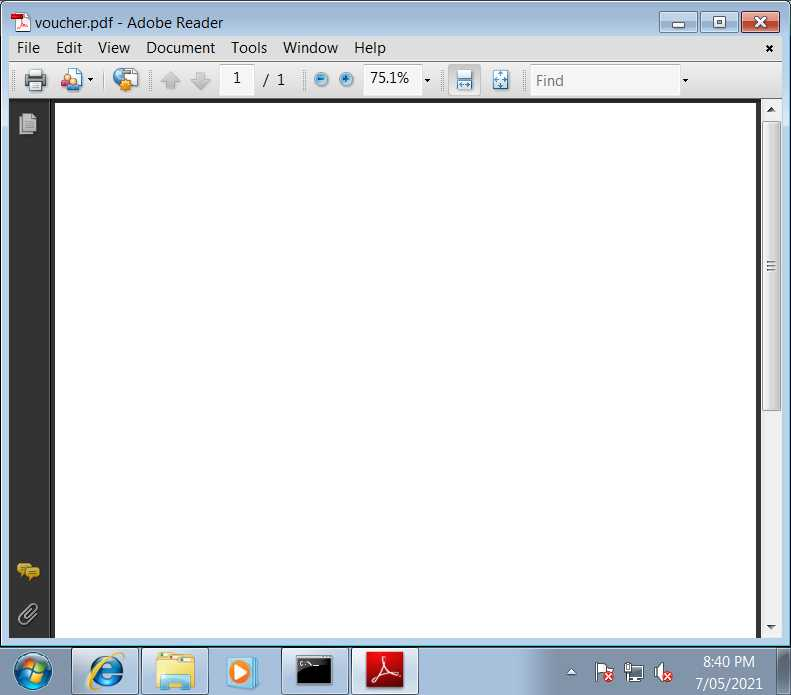 voucher.pdf - Adobe Reader
File Edit View Document Tools Window Help
1 / 1 75.1% Find
8:40 PM
7/05/2021